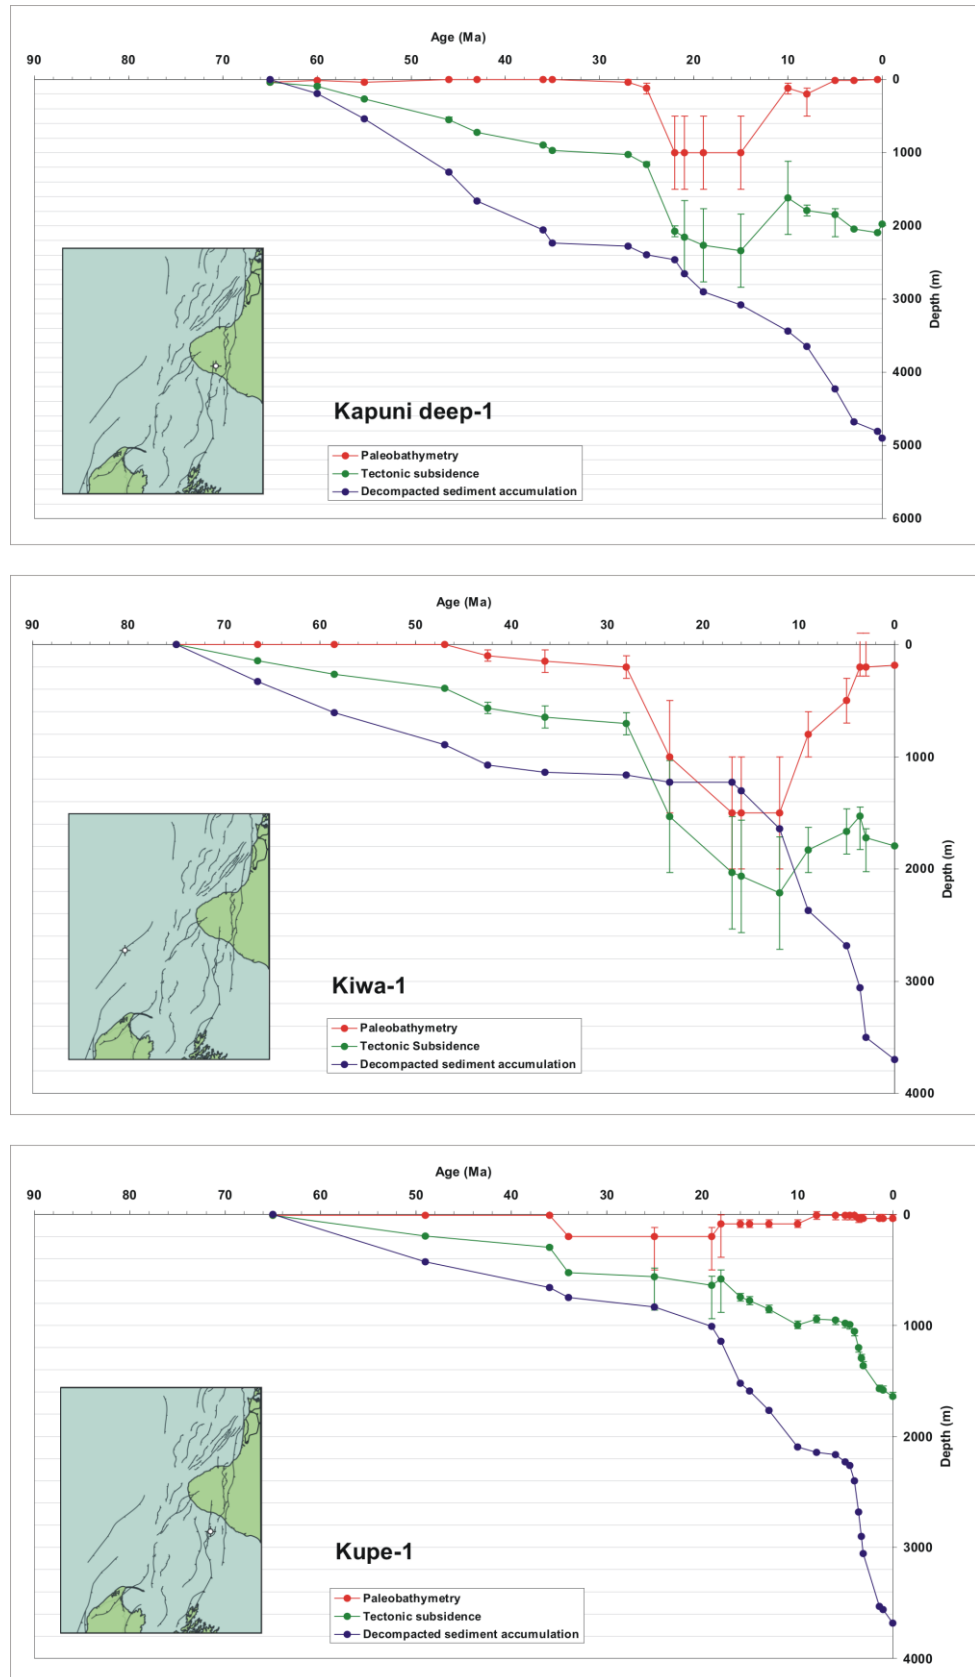 Age (Ma)
90 80 70 60 50 40 30 20 10 0
0
1000
2000
3000
4000
5000
6000
Depth (m)
Kapuni deep-1
Paleobathymetry
Tectonic subsidence
Decompacted sediment accumulation
Age (Ma)
90 80 70 60 50 40 30 20 10 0
0
1000
2000
3000
4000
Depth (m)
Kiwa-1
Paleobathymetry
Tectonic Subsidence
Decompacted sediment accumulation
Age (Ma)
90 80 70 60 50 40 30 20 10 0
0
1000
2000
3000
4000
Depth (m)
Kupe-1
Paleobathymetry
Tectonic subsidence
Decompacted sediment accumulation